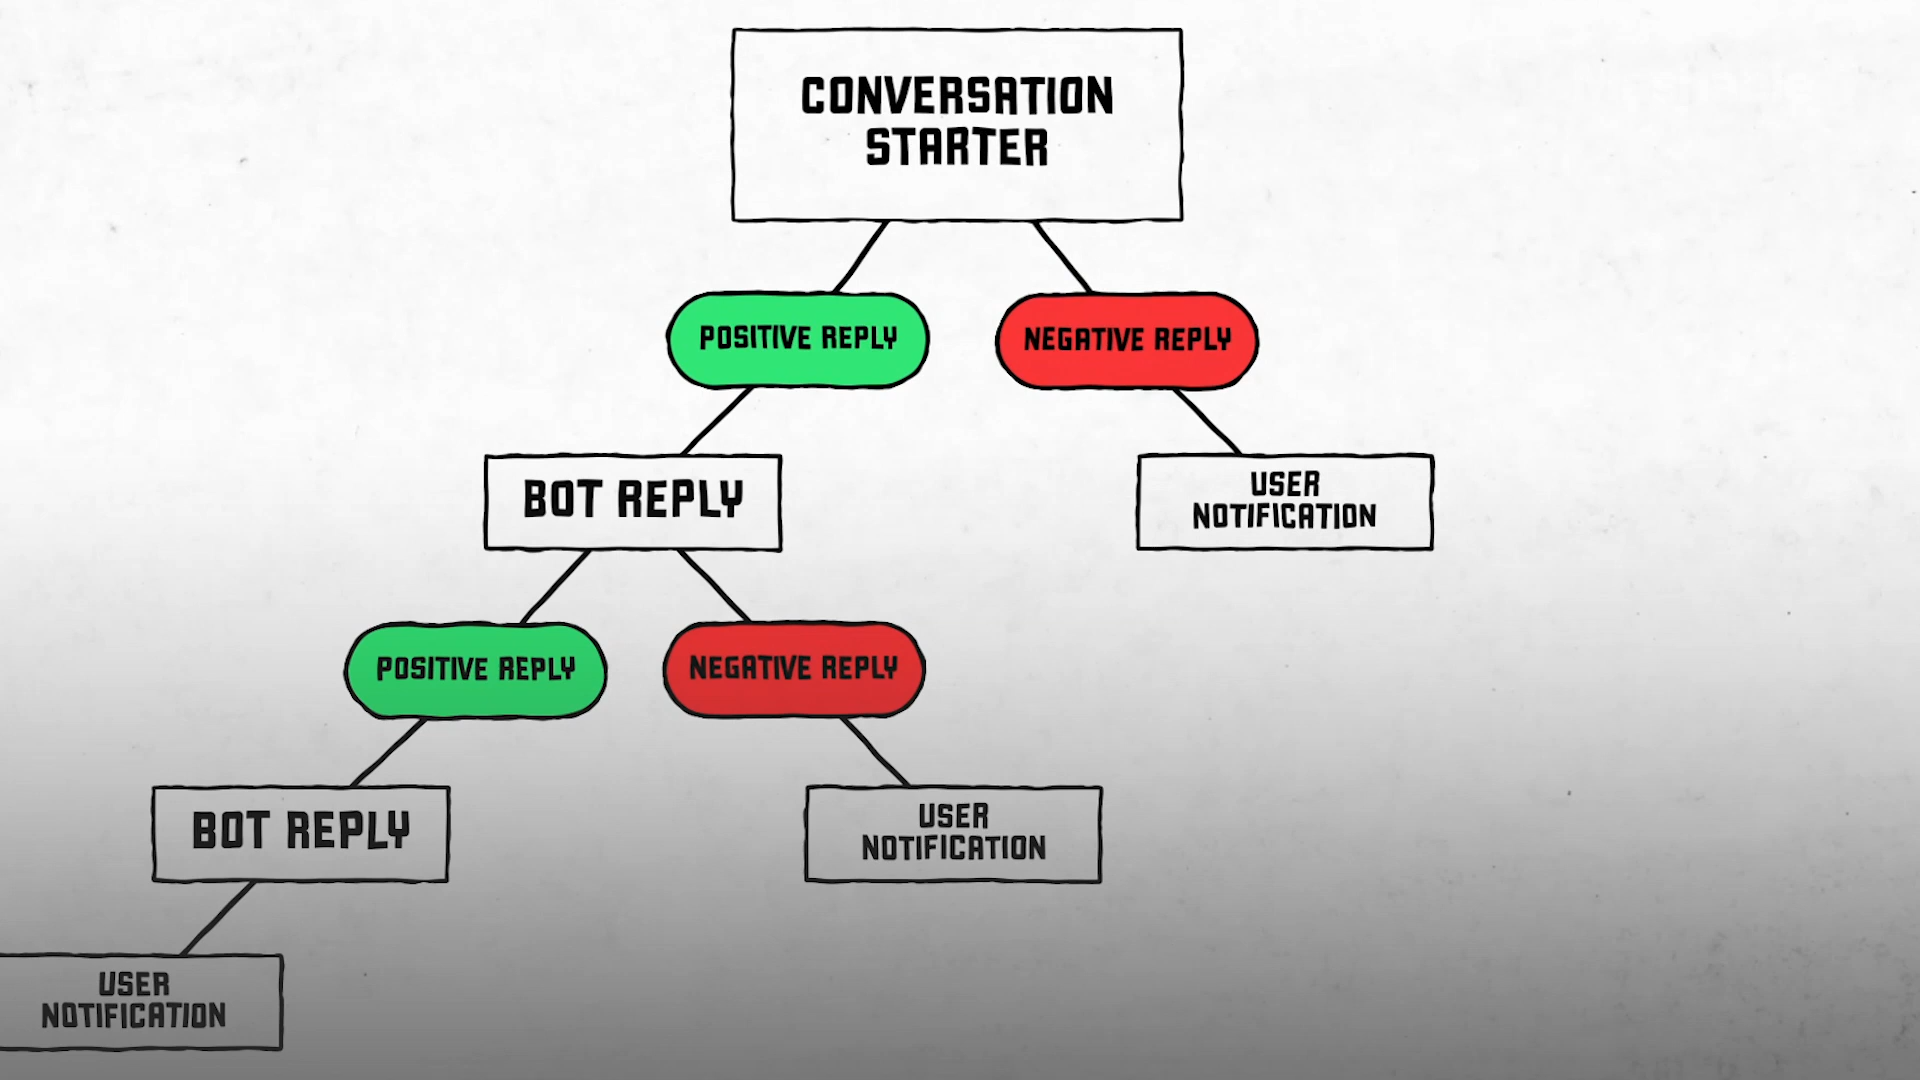 CONVERSATION
STARTER
POSITIVE REPLY
NEGATIVE REPLY
BOT REPLY
USER
NOTIFICATION
POSITIVE REPLY
NEGATIVE REPLY
BOT REPLY
USER
NOTIFICATION
USER
NOTIFICATION